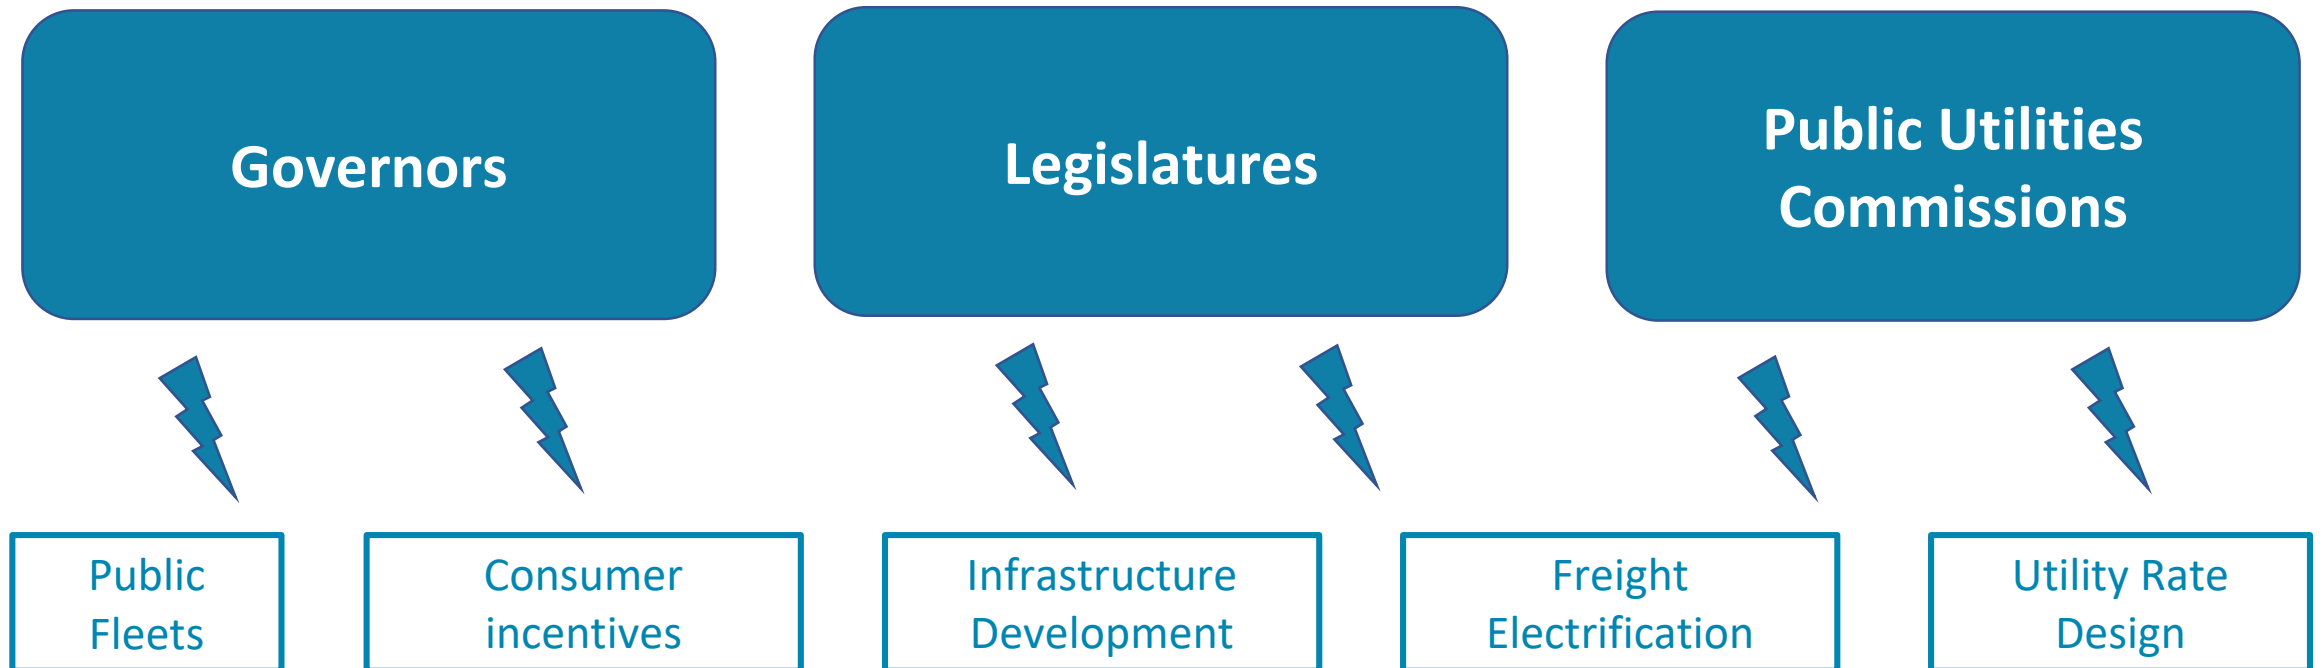 Governors
Legislatures
Public Utilities
Commissions
Public
Fleets
Consumer
incentives
Infrastructure
Development
Freight
Electrification
Utility Rate
Design